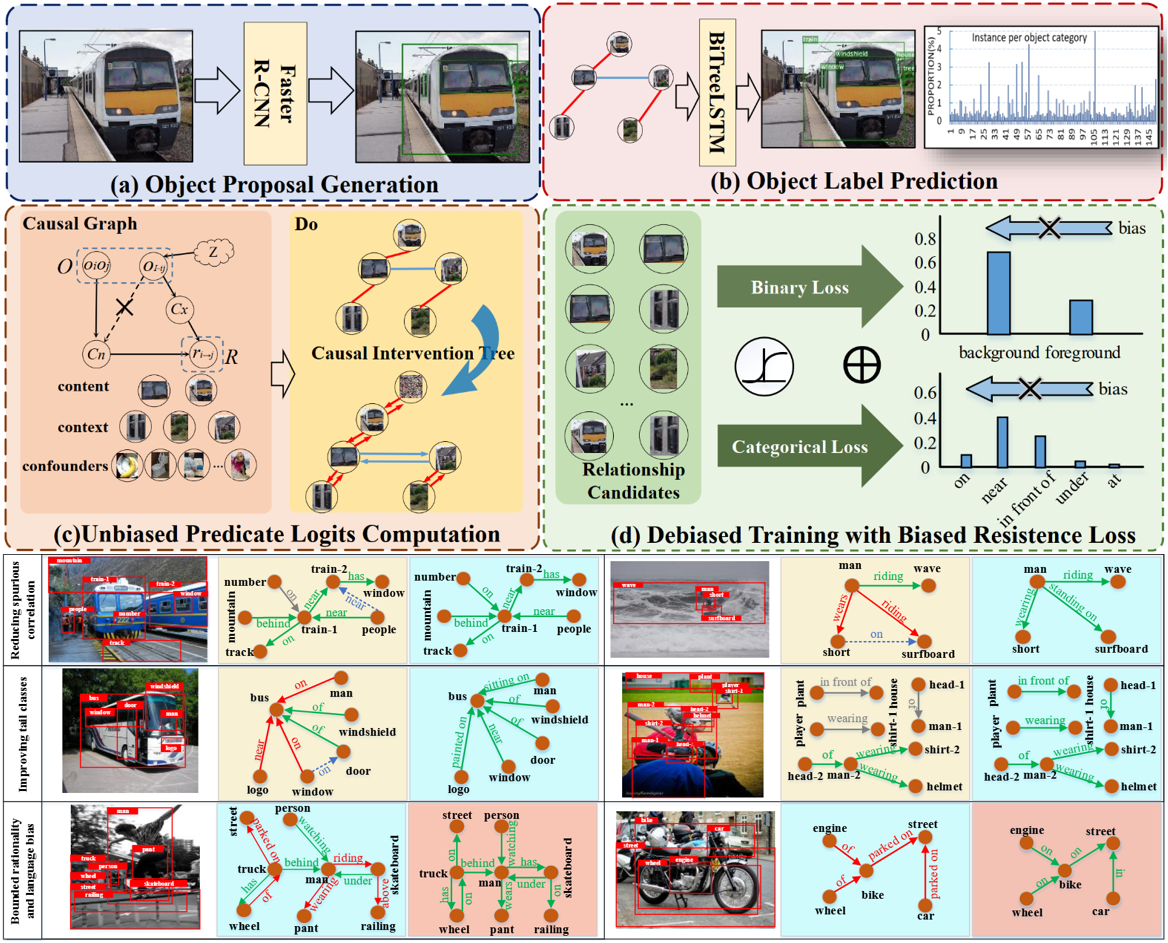 Faster
R-CNN
(a) Object Proposal Generation
BiTreeLSTM
train
windshield
window
Instance per object category
PROPORTION(%)
5
4
3
2
1
0
1 9 17 25 33 41 49 57 65 73 81 89 97 105 113 121 129 137 145
(b) Object Label Prediction
Causal Graph
O
OiOj
OI-ij
Z
Cx
Cn
ri→j
R
content
context
confounders
...
Do
Causal Intervention Tree
(c)Unbiased Predicate Logits Computation
...
Relationship
Candidates
Binary Loss
Categorical Loss
bias
0.8
0.6
0.4
0.2
0
background foreground
bias
0.6
0.4
0.2
0
on
near
in front of
under
at
(d) Debiased Training with Biased Resistence Loss
Reducing spurious
correlation
mountain
train-1
train-2
window
people
number
track
number
train-2
has
window
on
near
near
mountain
behind
train-1
near
people
on
track
number
train-2
has
window
on
near
mountain
behind
train-1
near
people
on
track
wave
man
short
surfboard
man
riding
wave
wears
riding
short
on
surfboard
man
riding
wave
wearing
standing on
short
surfboard
Improving tail classes
windshield
bus
door
window
man
logo
bus
on
man
of
windshield
of
near
on
on
door
logo
window
bus
sitting on
man
of
windshield
of
painted on
near
door
logo
window
house
plant
player
shirt-1
man-2
head-2
helmet
shirt-2
man-1
head-1
plant
in front of
house
head-1
of
player
wearing
shirt-1
man-1
head-2
of
man-2
wearing
shirt-2
wearing
helmet
plant
in front of
house
head-1
of
player
wearing
shirt-1
man-1
head-2
of
man-2
wearing
shirt-2
wearing
helmet
Bounded rationality
and language bias
man
pant
truck
person
wheel
street
skateboard
railing
street
person
parked on
watching
truck
behind
man
riding
under
skateboard
has
of
wearing
above
wheel
pant
railing
street
person
on
watching
truck
behind
man
has
under
skateboard
has
on
wears
on
wheel
pant
railing
bike
car
street
wheel
engine
engine
street
of
parked on
bike
of
parked on
wheel
car
engine
street
on
on
bike
on
in
wheel
car